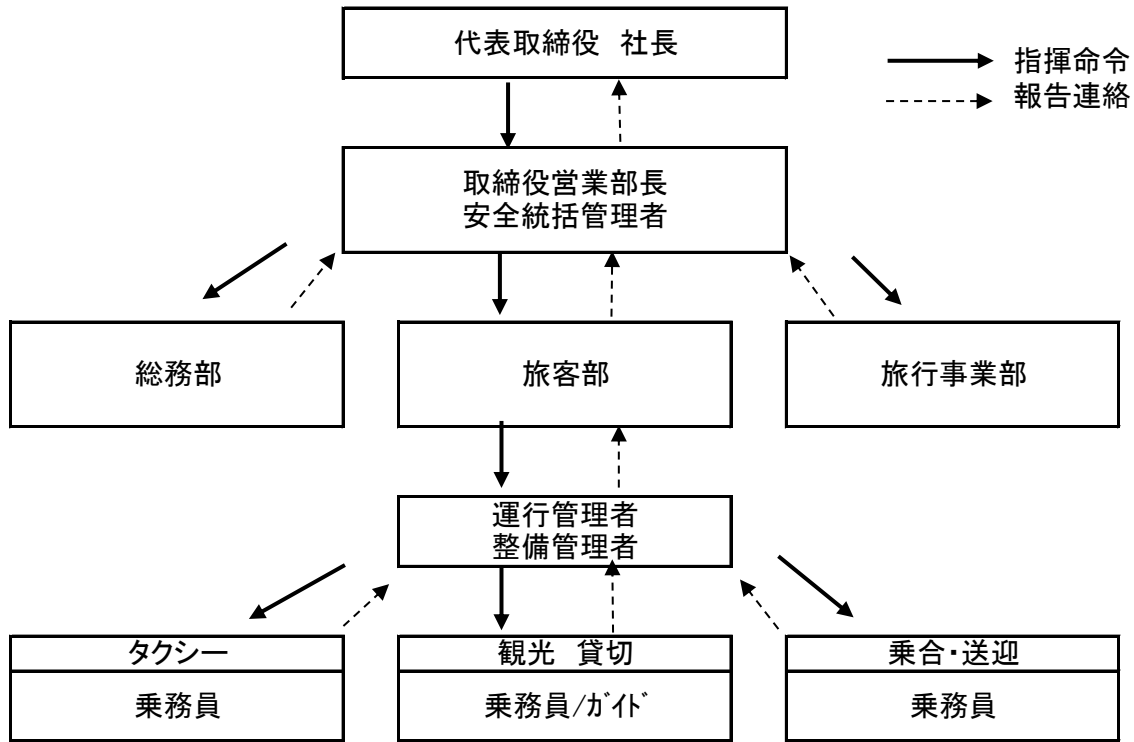 代表取締役 社長
指揮命令
報告連絡
取締役営業部長
安全統括管理者
総務部
旅客部
旅行事業部
運行管理者
整備管理者
タクシー
観光 貸切
乗合・送迎
乗務員
乗務員/ｶﾞｲﾄﾞ
乗務員